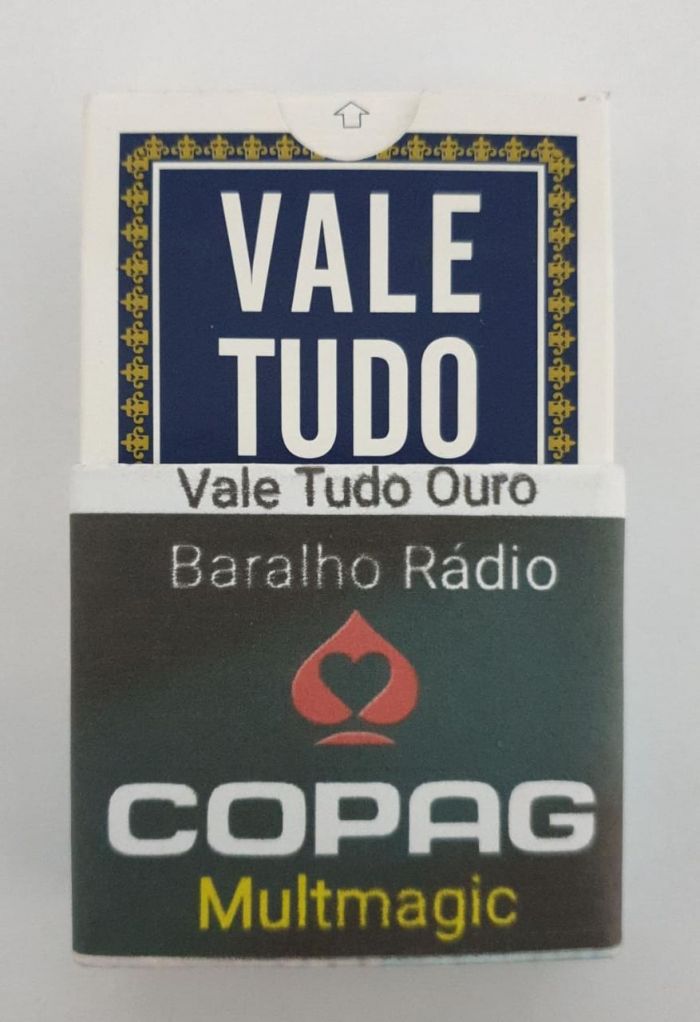 VALE
TUDO
Vale Tudo Ouro
Baralho Rádio
COPAG
Multmagic